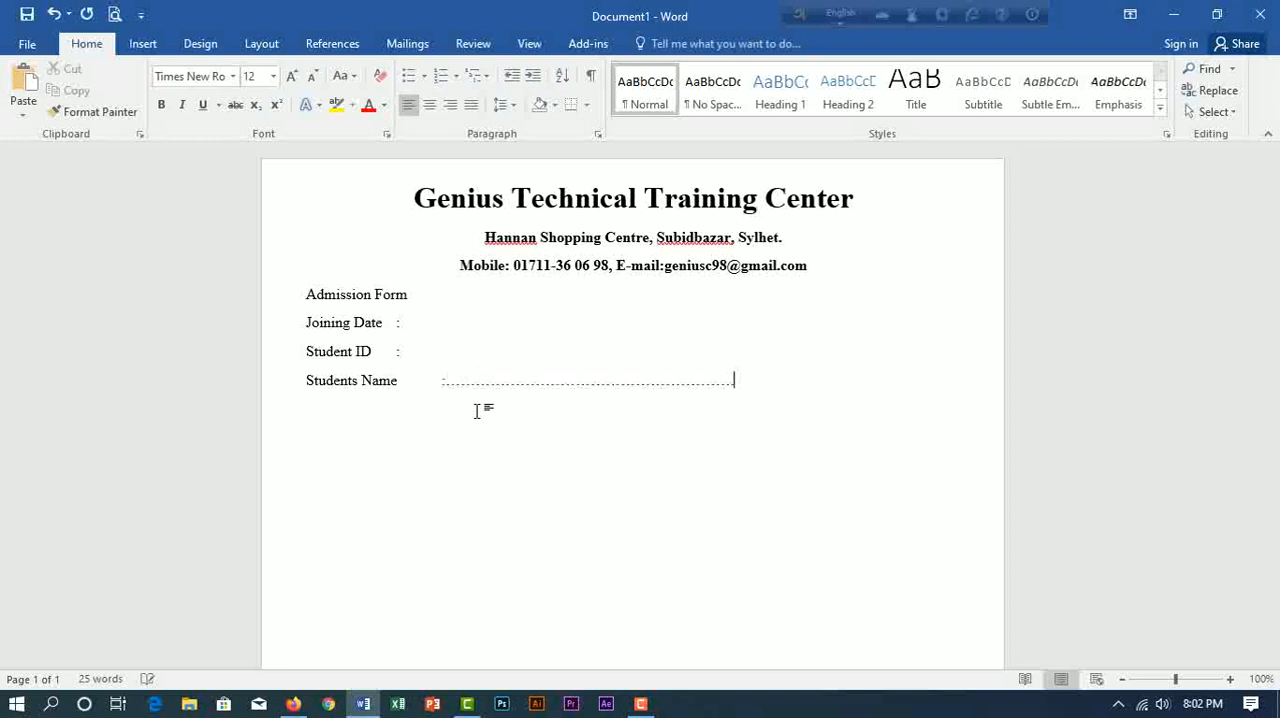 Document1 - Word
English
File Home Insert Design Layout References Mailings Review View Add-ins Tell me what you want to do... Sign in Share
Paste
Cut
Copy
Format Painter
Clipboard
Times New Ro 12
Font
Paragraph
AaBbCcDc AaBbCcDc AaBbCc AaBbCcC AaB AaBbCcD AaBbCcDc AaBbCcDc
¶ Normal ¶ No Spac... Heading 1 Heading 2 Title Subtitle Subtle Em... Emphasis
Styles
Find
Replace
Select
Editing
Genius Technical Training Center
Hannan Shopping Centre, Subidbazar, Sylhet.
Mobile: 01711-36 06 98, E-mail:geniusc98@gmail.com
Admission Form
Joining Date :
Student ID :
Students Name :..................................................................
Page 1 of 1 25 words 100%
8:02 PM